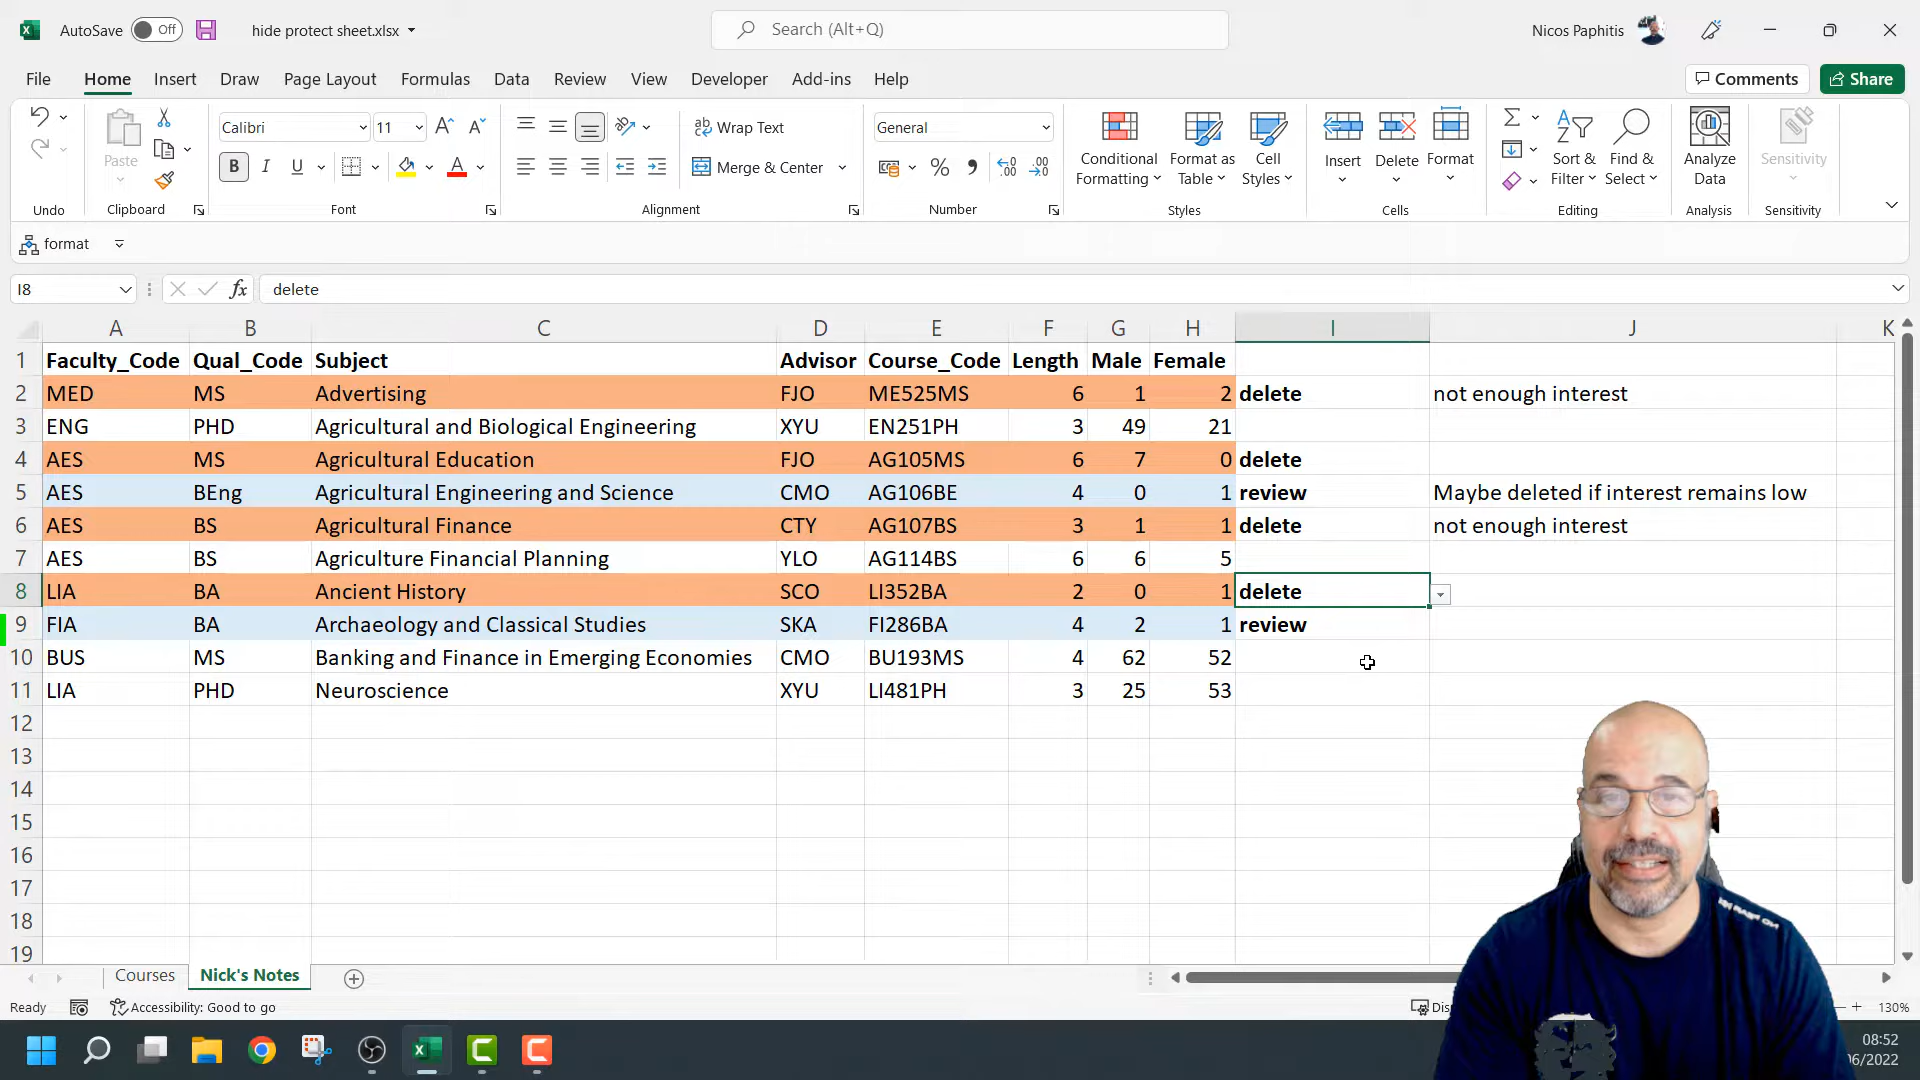 AutoSave Off hide protect sheet.xlsx Search (Alt+Q) Nicos Paphitis
File Home Insert Draw Page Layout Formulas Data Review View Developer Add-ins Help Comments Share
Calibri 11 Wrap Text General
Paste B I U Merge & Center % Conditional Formatting Format as Table Cell Styles Insert Delete Format Sort & Filter Find & Select Analyze Data Sensitivity
Undo Clipboard Font Alignment Number Styles Cells Editing Analysis Sensitivity
format
I8 fx delete
A B C D E F G H I J K
1 Faculty_Code Qual_Code Subject Advisor Course_Code Length Male Female
2 MED MS Advertising FJO ME525MS 6 1 2 delete not enough interest
3 ENG PHD Agricultural and Biological Engineering XYU EN251PH 3 49 21
4 AES MS Agricultural Education FJO AG105MS 6 7 0 delete
5 AES BEng Agricultural Engineering and Science CMO AG106BE 4 0 1 review Maybe deleted if interest remains low
6 AES BS Agricultural Finance CTY AG107BS 3 1 1 delete not enough interest
7 AES BS Agriculture Financial Planning YLO AG114BS 6 6 5
8 LIA BA Ancient History SCO LI352BA 2 0 1 delete
9 FIA BA Archaeology and Classical Studies SKA FI286BA 4 2 1 review
10 BUS MS Banking and Finance in Emerging Economies CMO BU193MS 4 62 52
11 LIA PHD Neuroscience XYU LI481PH 3 25 53
12
13
14
15
16
17
18
19
Courses Nick's Notes
Ready Accessibility: Good to go 130%
08:52
06/2022